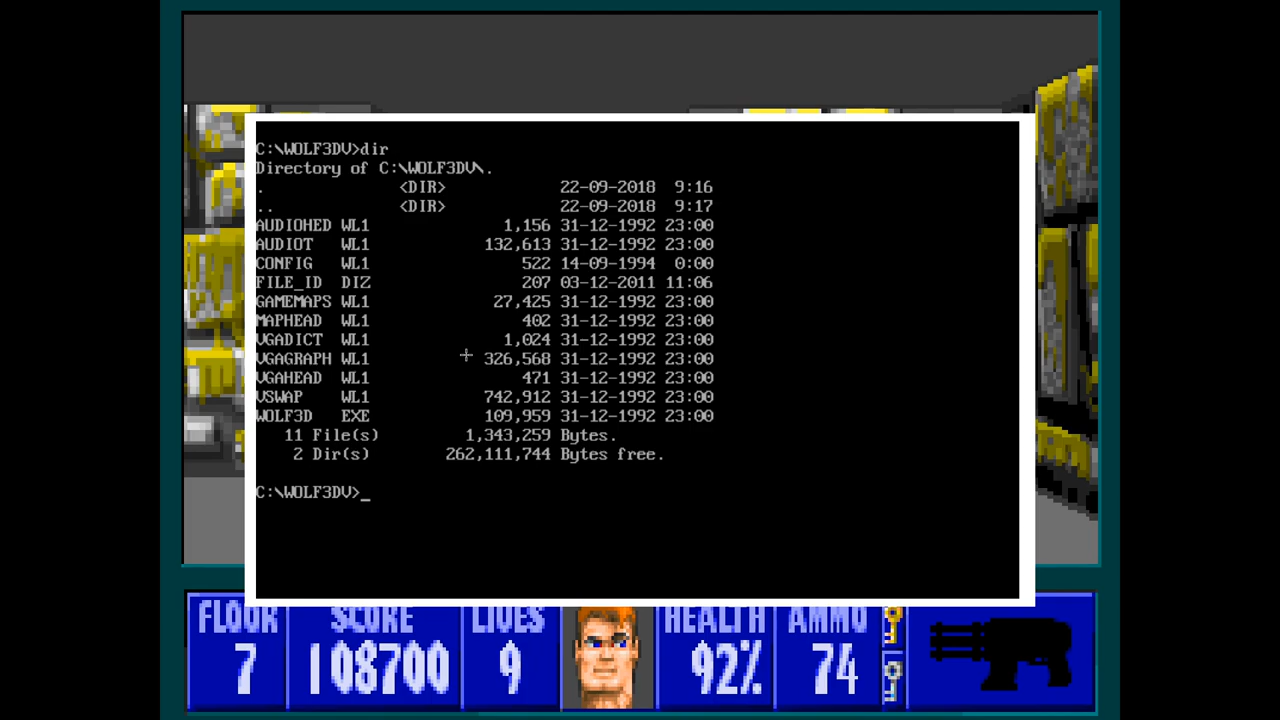 C:\WOLF3DV>dir
Directory of C:\WOLF3DV\.
. <DIR> 22-09-2018 9:16
.. <DIR> 22-09-2018 9:17
AUDIOHED WL1 1,156 31-12-1992 23:00
AUDIOT WL1 132,613 31-12-1992 23:00
CONFIG WL1 522 14-09-1994 0:00
FILE_ID DIZ 207 03-12-2011 11:06
GAMEMAPS WL1 27,425 31-12-1992 23:00
MAPHEAD WL1 402 31-12-1992 23:00
VGADICT WL1 1,024 31-12-1992 23:00
VGAGRAPH WL1 326,568 31-12-1992 23:00
VGAHEAD WL1 471 31-12-1992 23:00
VSWAP WL1 742,912 31-12-1992 23:00
WOLF3D EXE 109,959 31-12-1992 23:00
11 File(s) 1,343,259 Bytes.
2 Dir(s) 262,111,744 Bytes free.
C:\WOLF3DV>_
FLOOR SCORE LIVES HEALTH AMMO
7 108700 9 92% 74